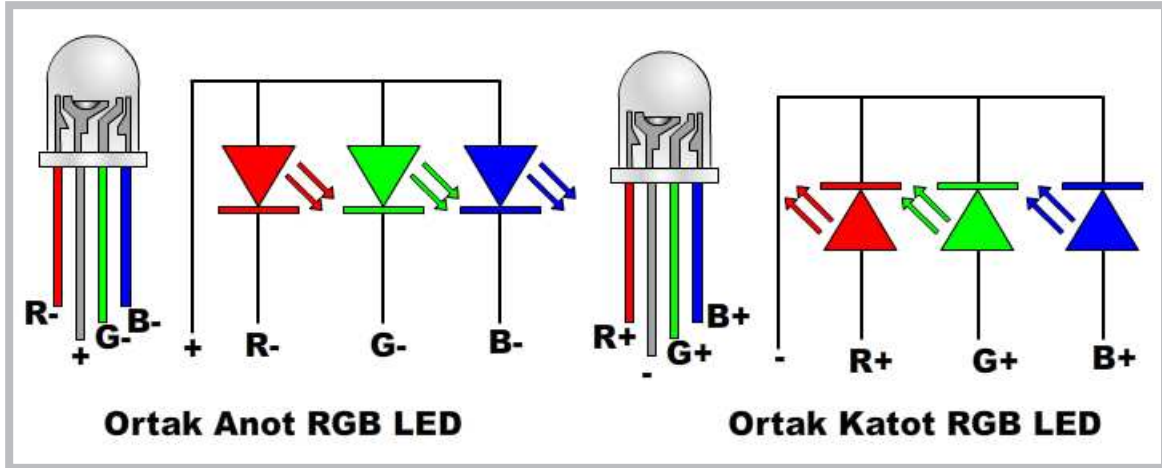 R-
+
G-
B-
+
R-
G-
B-
Ortak Anot RGB LED
R+
-
G+
B+
-
R+
G+
B+
Ortak Katot RGB LED